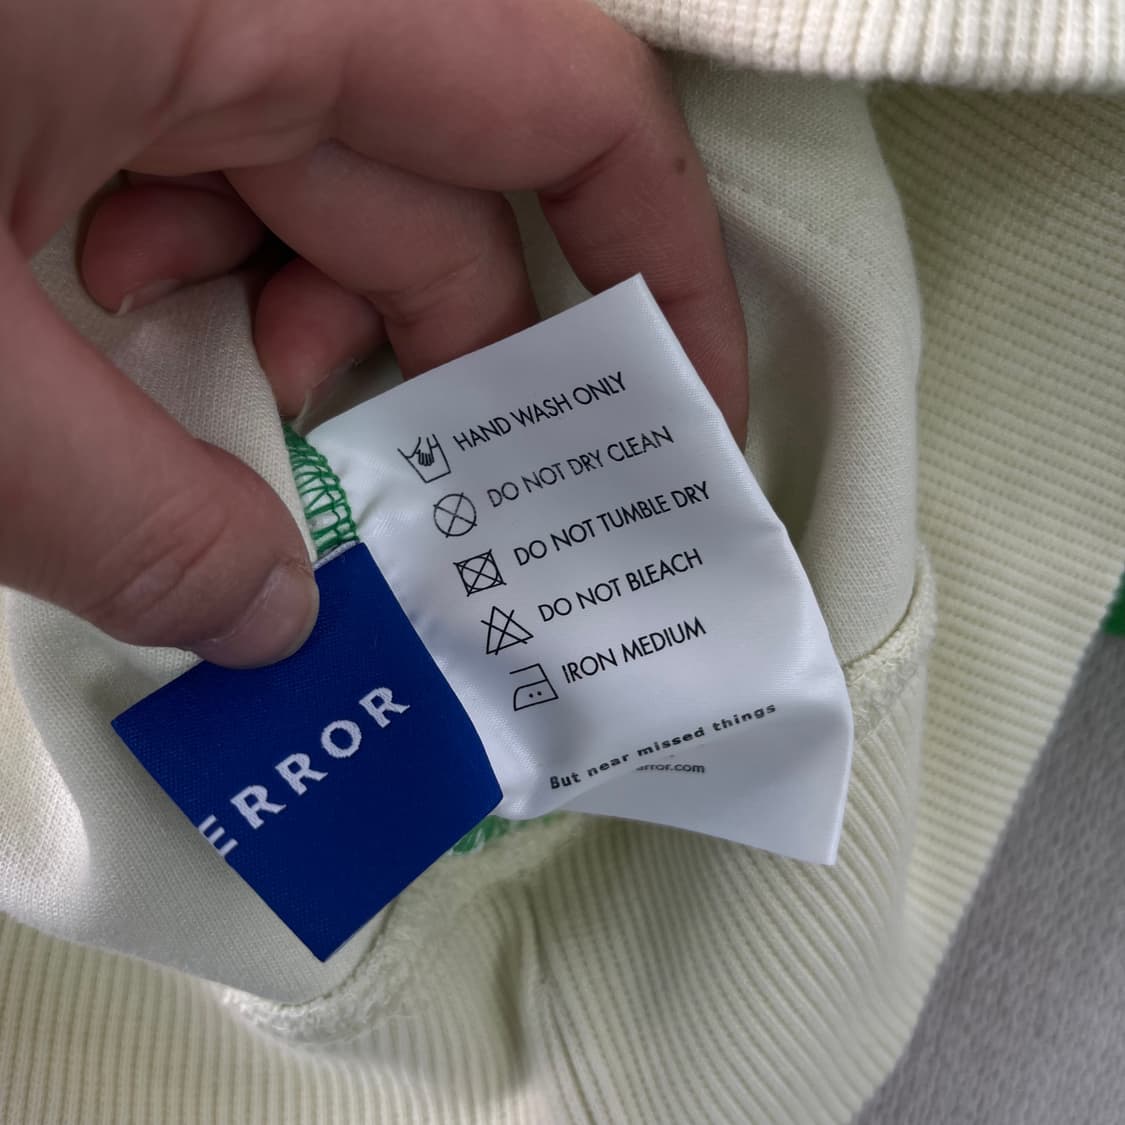 HAND WASH ONLY
DO NOT DRY CLEAN
DO NOT TUMBLE DRY
DO NOT BLEACH
IRON MEDIUM
But near missed things
ERROR